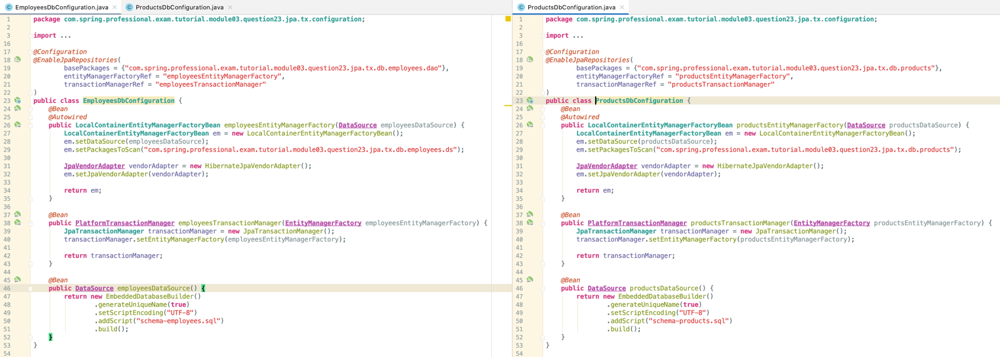 EmployeesDbConfiguration.java
ProductsDbConfiguration.java
1 package com.spring.professional.exam.tutorial.module03.question23.jpa.tx.configuration;
2
3 import ...
16
17 @Configuration
18 @EnableJpaRepositories(
19 basePackages = {"com.spring.professional.exam.tutorial.module03.question23.jpa.tx.db.employees.dao"},
20 entityManagerFactoryRef = "employeesEntityManagerFactory",
21 transactionManagerRef = "employeesTransactionManager"
22 )
23 public class EmployeesDbConfiguration {
24 @Bean
25 @Autowired
26 public LocalContainerEntityManagerFactoryBean employeesEntityManagerFactory(DataSource employeesDataSource) {
27 LocalContainerEntityManagerFactoryBean em = new LocalContainerEntityManagerFactoryBean();
28 em.setDataSource(employeesDataSource);
29 em.setPackagesToScan("com.spring.professional.exam.tutorial.module03.question23.jpa.tx.db.employees.ds");
30
31 JpaVendorAdapter vendorAdapter = new HibernateJpaVendorAdapter();
32 em.setJpaVendorAdapter(vendorAdapter);
33
34 return em;
35 }
36
37 @Bean
38 public PlatformTransactionManager employeesTransactionManager(EntityManagerFactory employeesEntityManagerFactory) {
39 JpaTransactionManager transactionManager = new JpaTransactionManager();
40 transactionManager.setEntityManagerFactory(employeesEntityManagerFactory);
41
42 return transactionManager;
43 }
44
45 @Bean
46 public DataSource employeesDataSource() {
47 return new EmbeddedDatabaseBuilder()
48 .generateUniqueName(true)
49 .setScriptEncoding("UTF-8")
50 .addScript("schema-employees.sql")
51 .build();
52 }
53 }
54
ProductsDbConfiguration.java
1 package com.spring.professional.exam.tutorial.module03.question23.jpa.tx.configuration;
2
3 import ...
16
17 @Configuration
18 @EnableJpaRepositories(
19 basePackages = {"com.spring.professional.exam.tutorial.module03.question23.jpa.tx.db.products"},
20 entityManagerFactoryRef = "productsEntityManagerFactory",
21 transactionManagerRef = "productsTransactionManager"
22 )
23 public class ProductsDbConfiguration {
24 @Bean
25 @Autowired
26 public LocalContainerEntityManagerFactoryBean productsEntityManagerFactory(DataSource productsDataSource) {
27 LocalContainerEntityManagerFactoryBean em = new LocalContainerEntityManagerFactoryBean();
28 em.setDataSource(productsDataSource);
29 em.setPackagesToScan("com.spring.professional.exam.tutorial.module03.question23.jpa.tx.db.products");
30
31 JpaVendorAdapter vendorAdapter = new HibernateJpaVendorAdapter();
32 em.setJpaVendorAdapter(vendorAdapter);
33
34 return em;
35 }
36
37 @Bean
38 public PlatformTransactionManager productsTransactionManager(EntityManagerFactory productsEntityManagerFactory) {
39 JpaTransactionManager transactionManager = new JpaTransactionManager();
40 transactionManager.setEntityManagerFactory(productsEntityManagerFactory);
41
42 return transactionManager;
43 }
44
45 @Bean
46 public DataSource productsDataSource() {
47 return new EmbeddedDatabaseBuilder()
48 .generateUniqueName(true)
49 .setScriptEncoding("UTF-8")
50 .addScript("schema-products.sql")
51 .build();
52 }
53 }
54